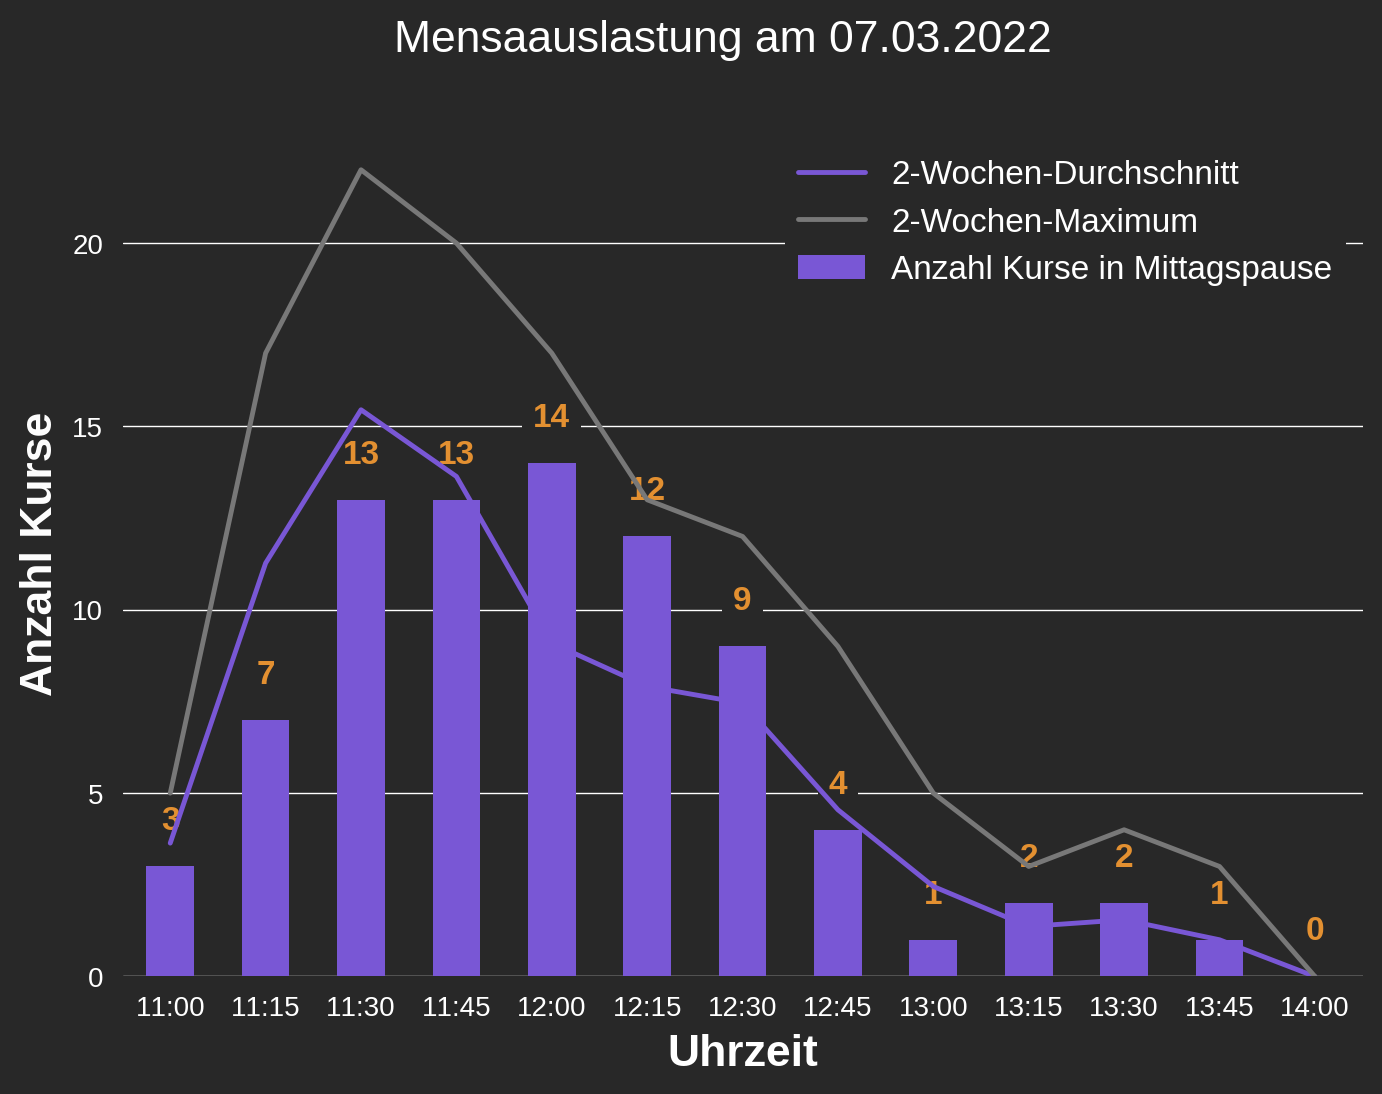 Mensaauslastung am 07.03.2022
2-Wochen-Durchschnitt
2-Wochen-Maximum
Anzahl Kurse in Mittagspause
Anzahl Kurse
20
15
10
5
0
3
7
13
13
14
12
9
4
1
2
2
1
0
11:00 11:15 11:30 11:45 12:00 12:15 12:30 12:45 13:00 13:15 13:30 13:45 14:00
Uhrzeit